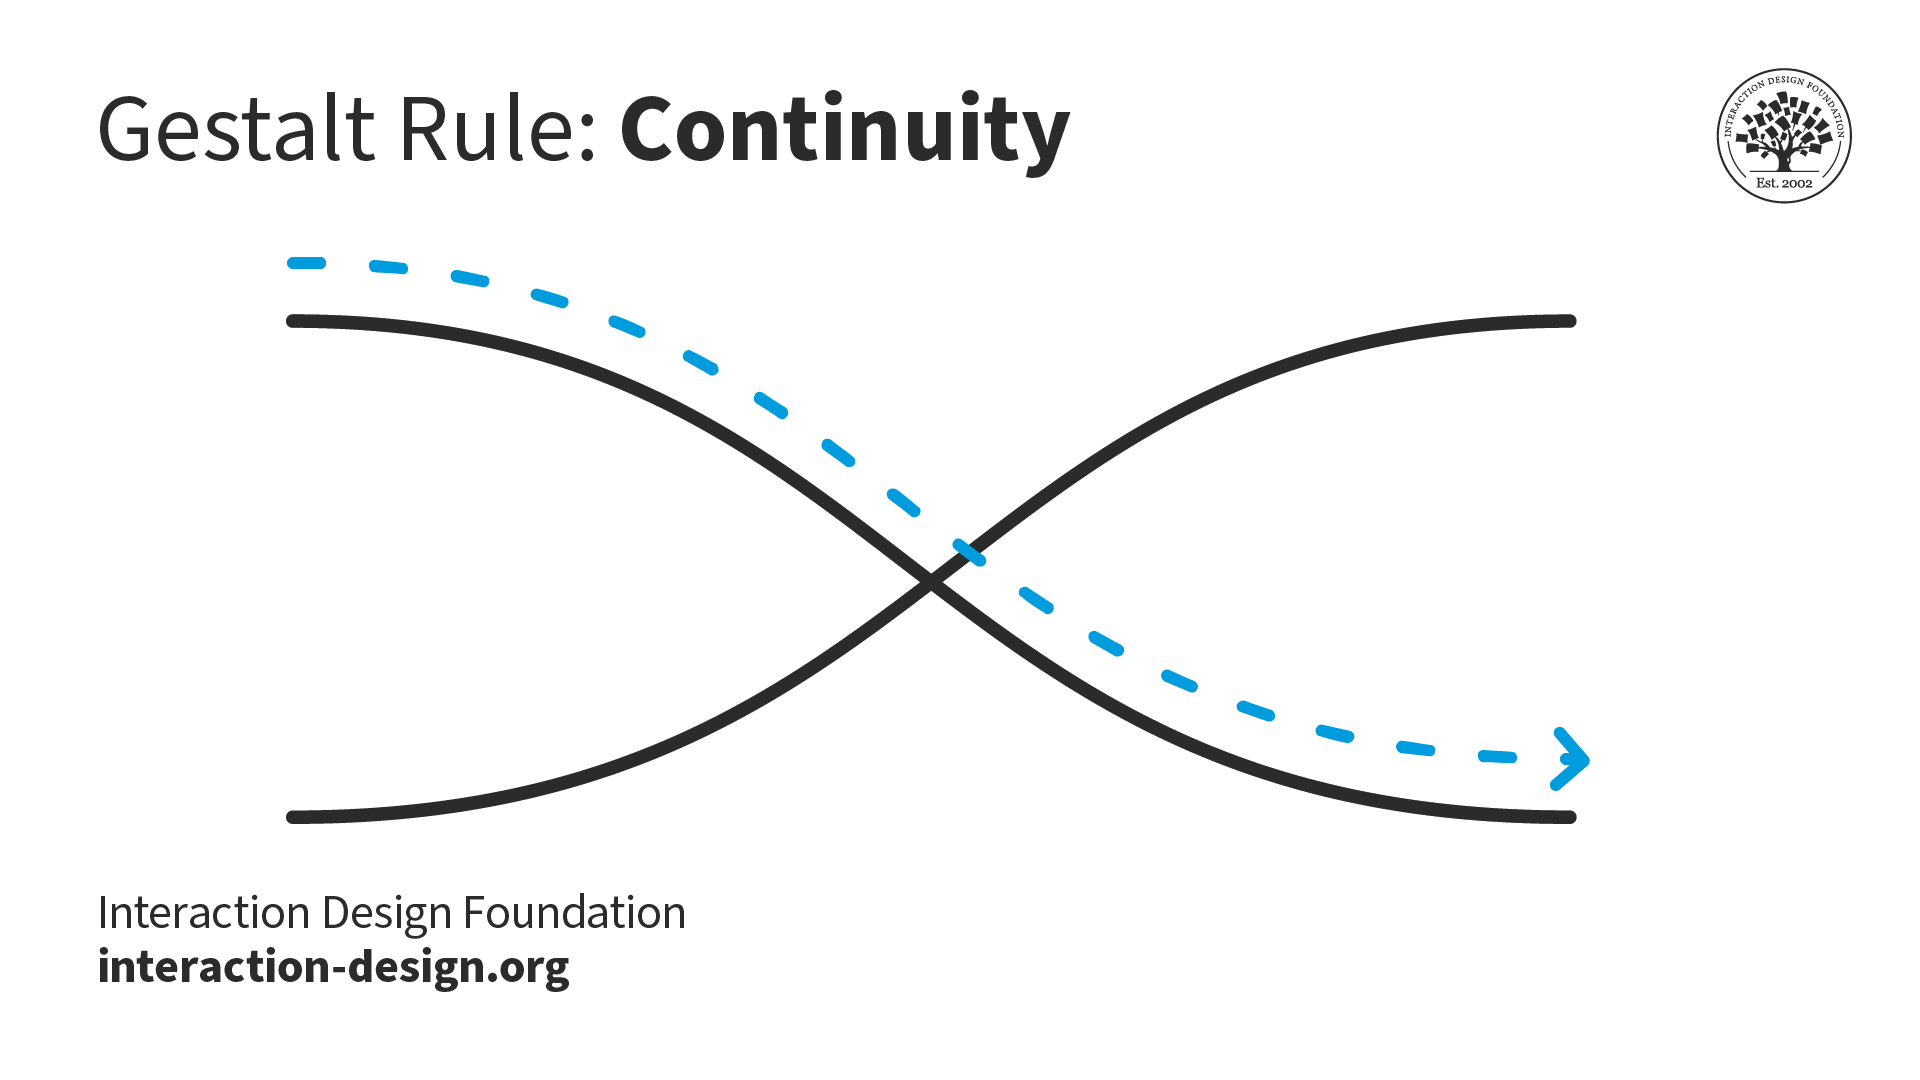 Gestalt Rule: Continuity
INTERACTION DESIGN FOUNDATION
Est. 2002
Interaction Design Foundation
interaction-design.org